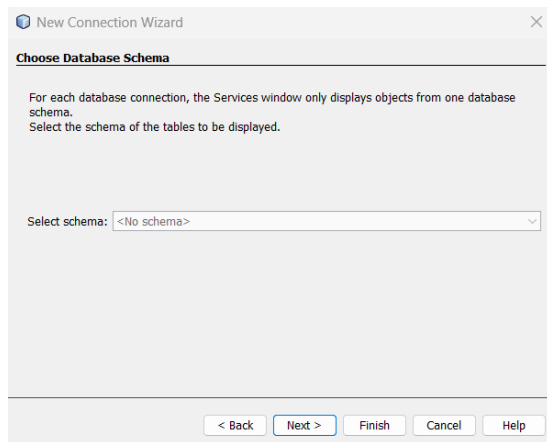 New Connection Wizard
Choose Database Schema
For each database connection, the Services window only displays objects from one database
schema.
Select the schema of the tables to be displayed.
Select schema: <No schema>
< Back Next > Finish Cancel Help